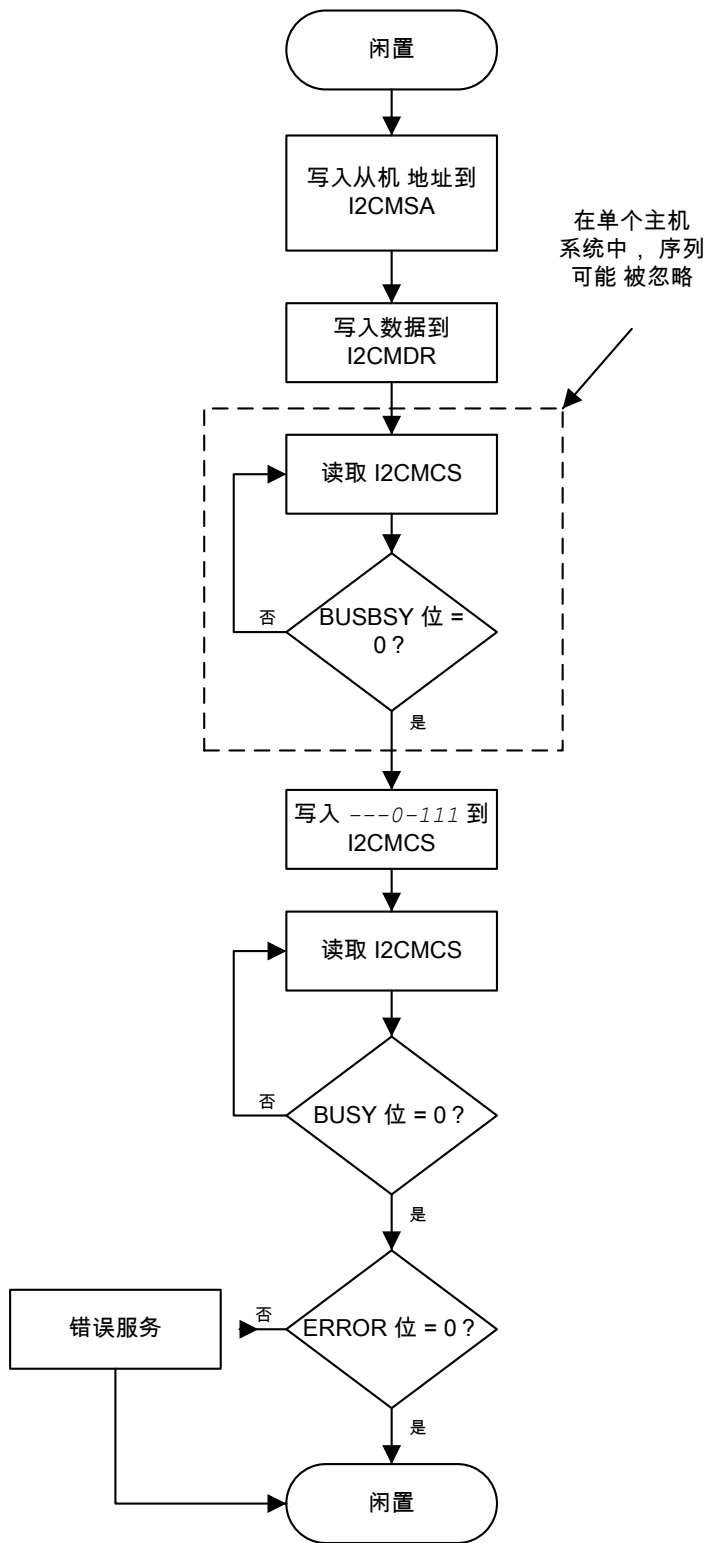 闲置
写入从机 地址到
I2CMSA
在单个主机
系统中，序列
可能 被忽略
写入数据到
I2CMDR
读取 I2CMCS
否
BUSBSY 位 =
0？
是
写入 ---0-111 到
I2CMCS
读取 I2CMCS
否
BUSY 位 = 0？
是
错误服务
否
ERROR 位 = 0？
是
闲置